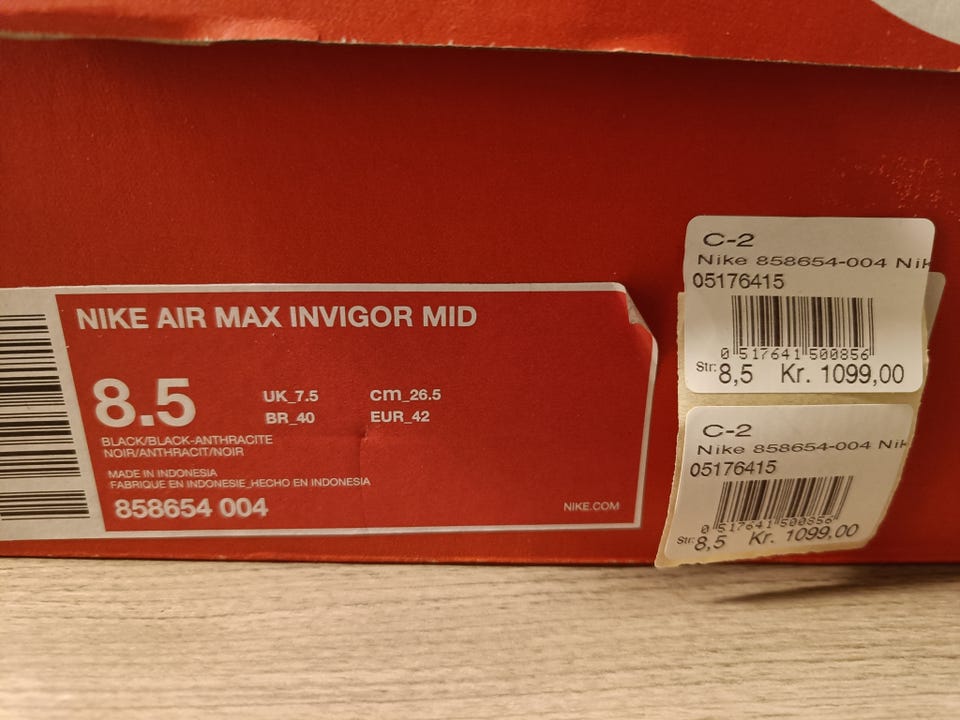 NIKE AIR MAX INVIGOR MID
8.5
UK_7.5
cm_26.5
BR_40
EUR_42
BLACK/BLACK-ANTHRACITE
NOIR/ANTHRACIT/NOIR
MADE IN INDONESIA
FABRIQUE EN INDONESIE_HECHO EN INDONESIA
858654 004
NIKE.COM
C-2
Nike 858654-004 Nik
05176415
0 517641 500856
Str: 8,5 Kr. 1099,00
C-2
Nike 858654-004 Nik
05176415
0 517641 500856
Str: 8,5 Kr. 1099,00